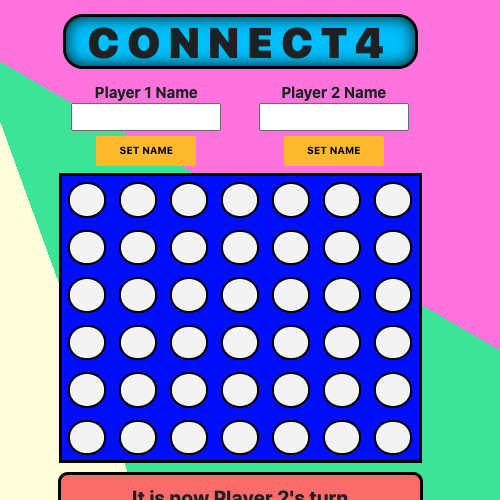 CONNECT4
Player 1 Name
Player 2 Name
SET NAME
SET NAME
It is now Player 2's turn